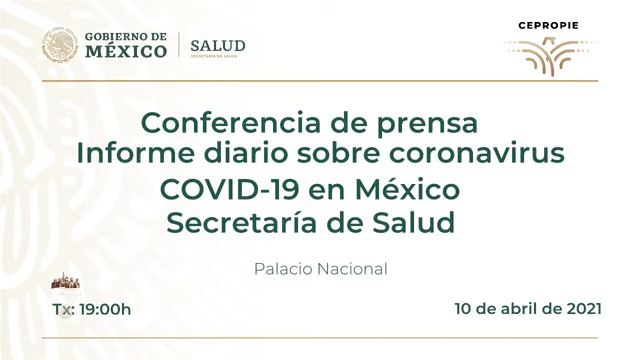 GOBIERNO DE
MÉXICO
SALUD
SECRETARÍA DE SALUD
CEPROPIE
Conferencia de prensa
Informe diario sobre coronavirus
COVID-19 en México
Secretaría de Salud
Palacio Nacional
Tx: 19:00h
10 de abril de 2021